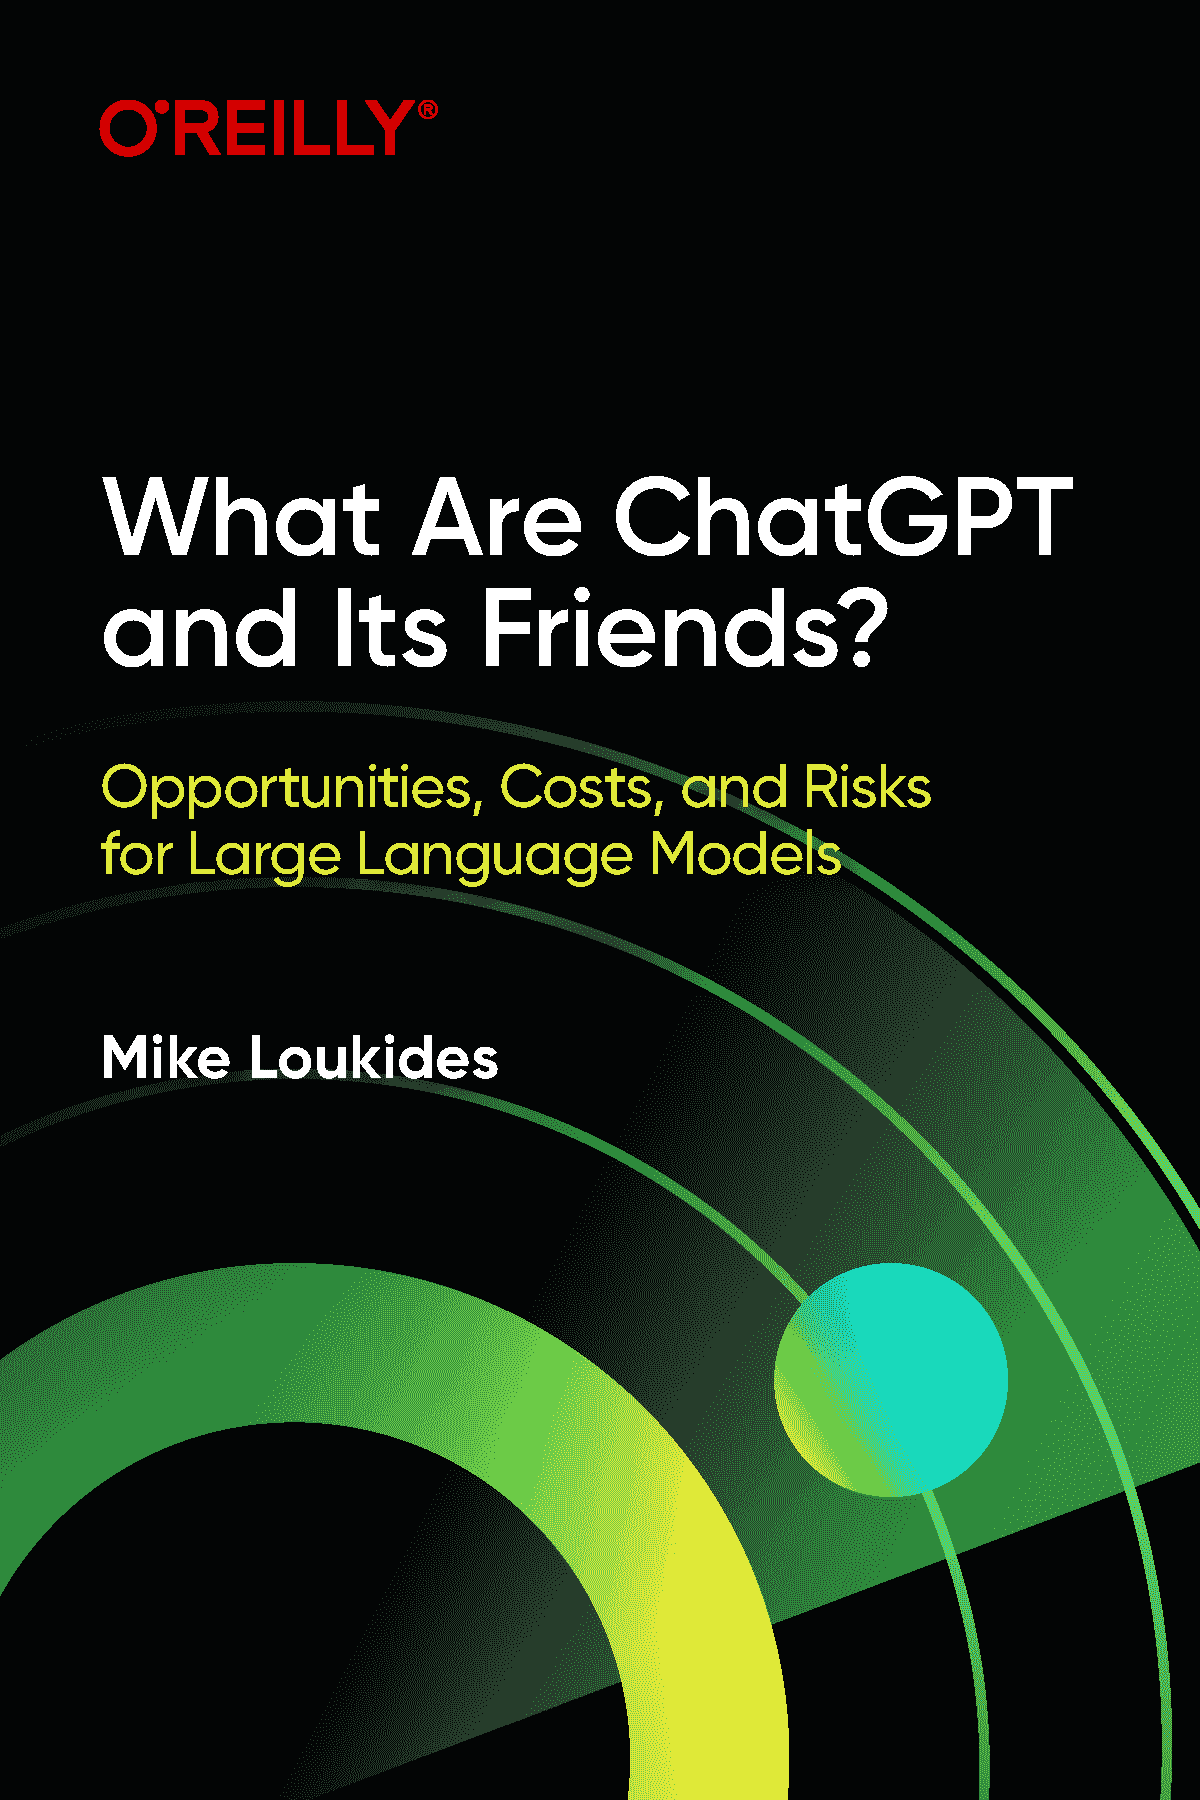 O'REILLY®
What Are ChatGPT
and Its Friends?
Opportunities, Costs, and Risks
for Large Language Models
Mike Loukides